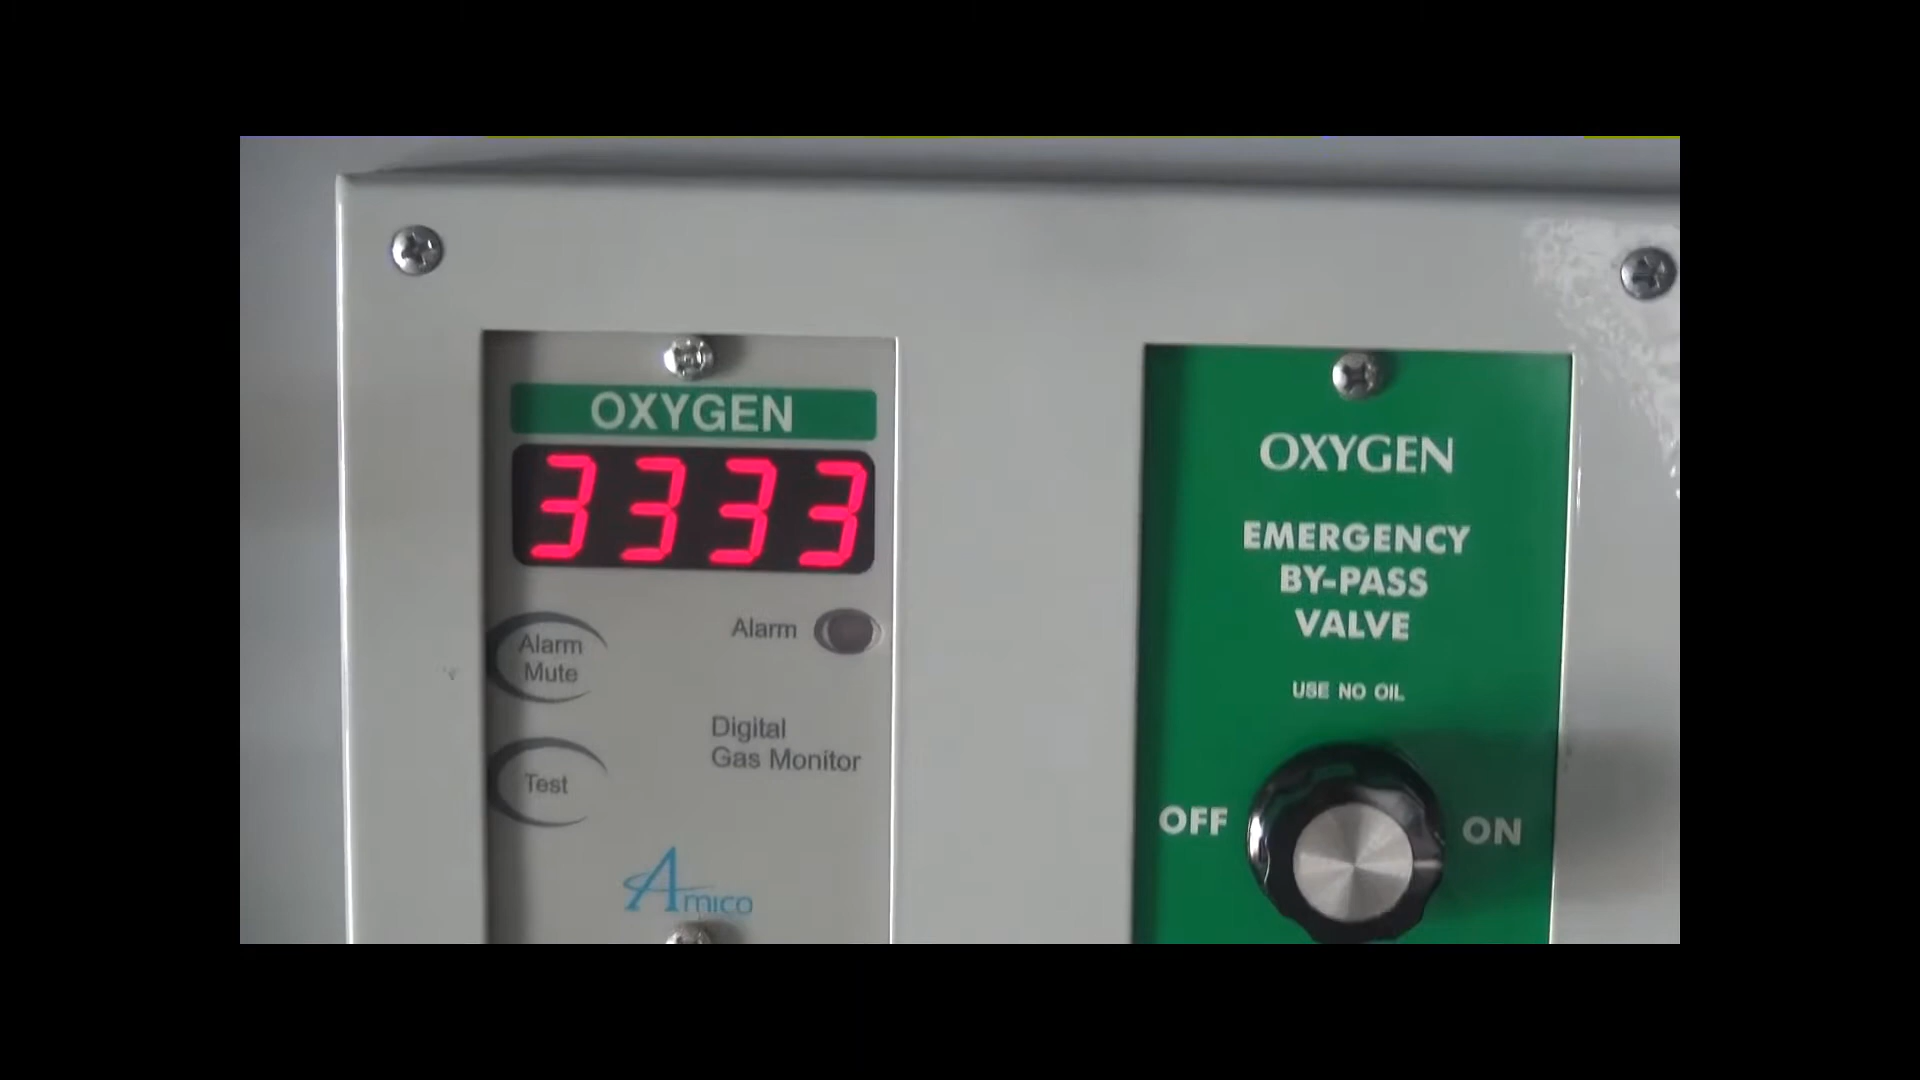 OXYGEN
3333
Alarm
Mute
Alarm
Digital
Gas Monitor
Test
Amico
OXYGEN
EMERGENCY
BY-PASS
VALVE
USE NO OIL
OFF
ON